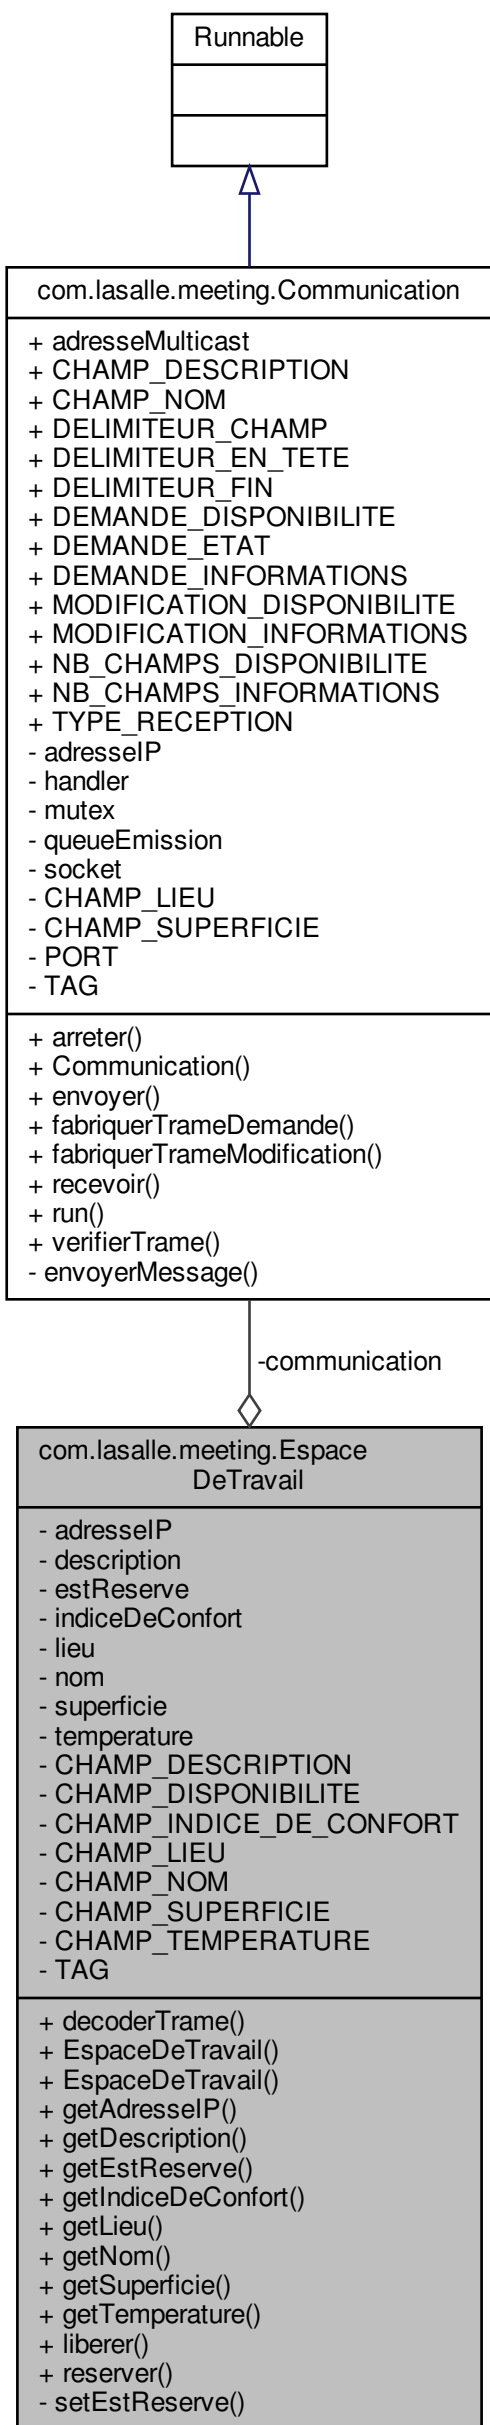 Runnable
com.lasalle.meeting.Communication
+ adresseMulticast
+ CHAMP_DESCRIPTION
+ CHAMP_NOM
+ DELIMITEUR_CHAMP
+ DELIMITEUR_EN_TETE
+ DELIMITEUR_FIN
+ DEMANDE_DISPONIBILITE
+ DEMANDE_ETAT
+ DEMANDE_INFORMATIONS
+ MODIFICATION_DISPONIBILITE
+ MODIFICATION_INFORMATIONS
+ NB_CHAMPS_DISPONIBILITE
+ NB_CHAMPS_INFORMATIONS
+ TYPE_RECEPTION
- adresseIP
- handler
- mutex
- queueEmission
- socket
- CHAMP_LIEU
- CHAMP_SUPERFICIE
- PORT
- TAG
+ arreter()
+ Communication()
+ envoyer()
+ fabriquerTrameDemande()
+ fabriquerTrameModification()
+ recevoir()
+ run()
+ verifierTrame()
- envoyerMessage()
-communication
com.lasalle.meeting.Espace
DeTravail
- adresseIP
- description
- estReserve
- indiceDeConfort
- lieu
- nom
- superficie
- temperature
- CHAMP_DESCRIPTION
- CHAMP_DISPONIBILITE
- CHAMP_INDICE_DE_CONFORT
- CHAMP_LIEU
- CHAMP_NOM
- CHAMP_SUPERFICIE
- CHAMP_TEMPERATURE
- TAG
+ decoderTrame()
+ EspaceDeTravail()
+ EspaceDeTravail()
+ getAdresseIP()
+ getDescription()
+ getEstReserve()
+ getIndiceDeConfort()
+ getLieu()
+ getNom()
+ getSuperficie()
+ getTemperature()
+ liberer()
+ reserver()
- setEstReserve()